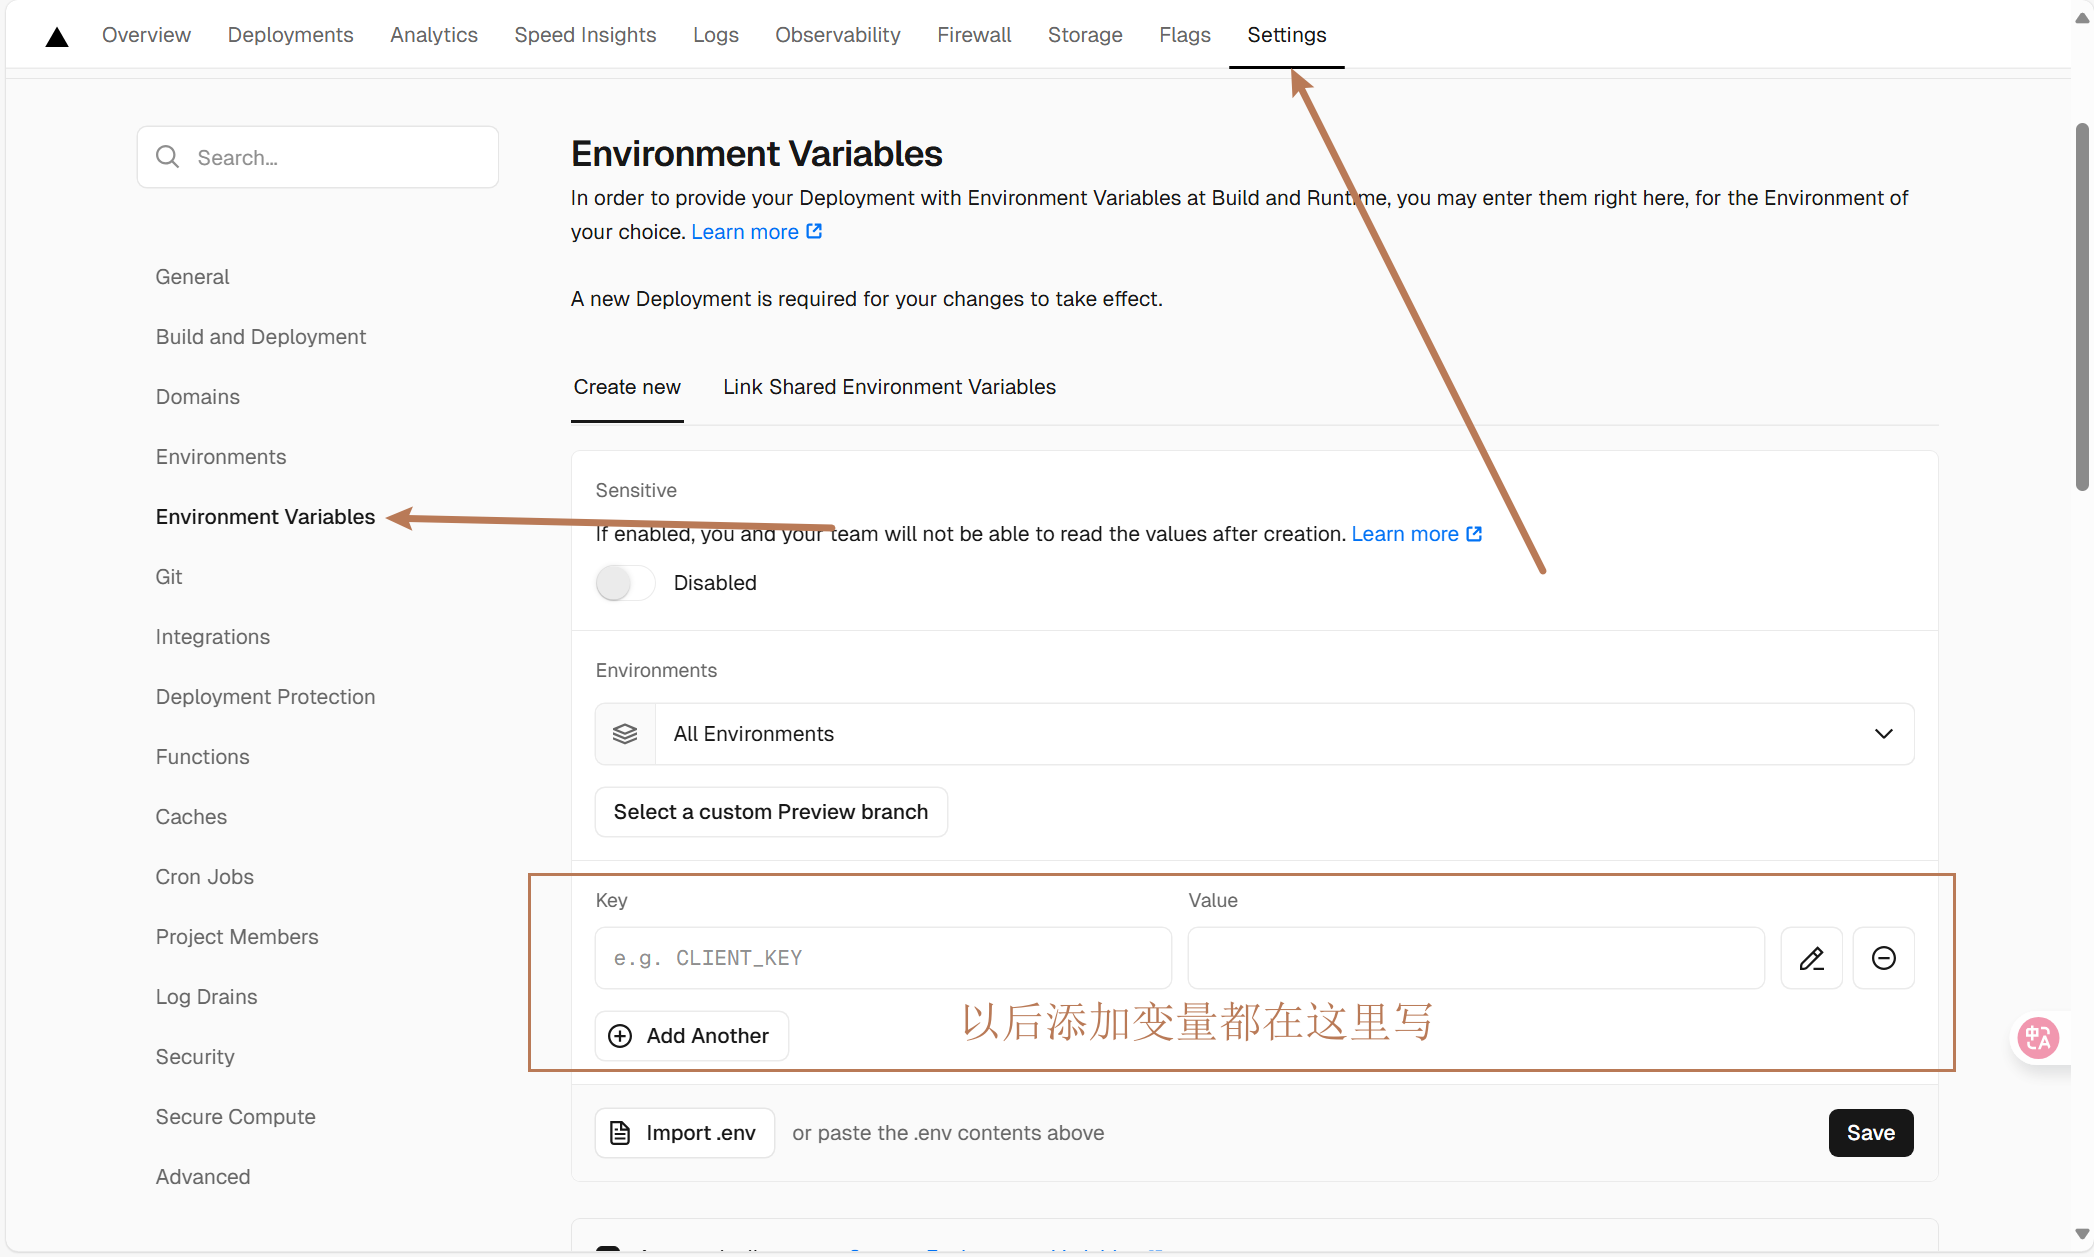 Overview Deployments Analytics Speed Insights Logs Observability Firewall Storage Flags Settings
Search...
General
Build and Deployment
Domains
Environments
Environment Variables
Git
Integrations
Deployment Protection
Functions
Caches
Cron Jobs
Project Members
Log Drains
Security
Secure Compute
Advanced
Environment Variables
In order to provide your Deployment with Environment Variables at Build and Runtime, you may enter them right here, for the Environment of
your choice. Learn more
A new Deployment is required for your changes to take effect.
Create new Link Shared Environment Variables
Sensitive
If enabled, you and your team will not be able to read the values after creation. Learn more
Disabled
Environments
All Environments
Select a custom Preview branch
Key Value
e.g. CLIENT_KEY
以后添加变量都在这里写
Add Another
Import .env or paste the .env contents above
Save
中A